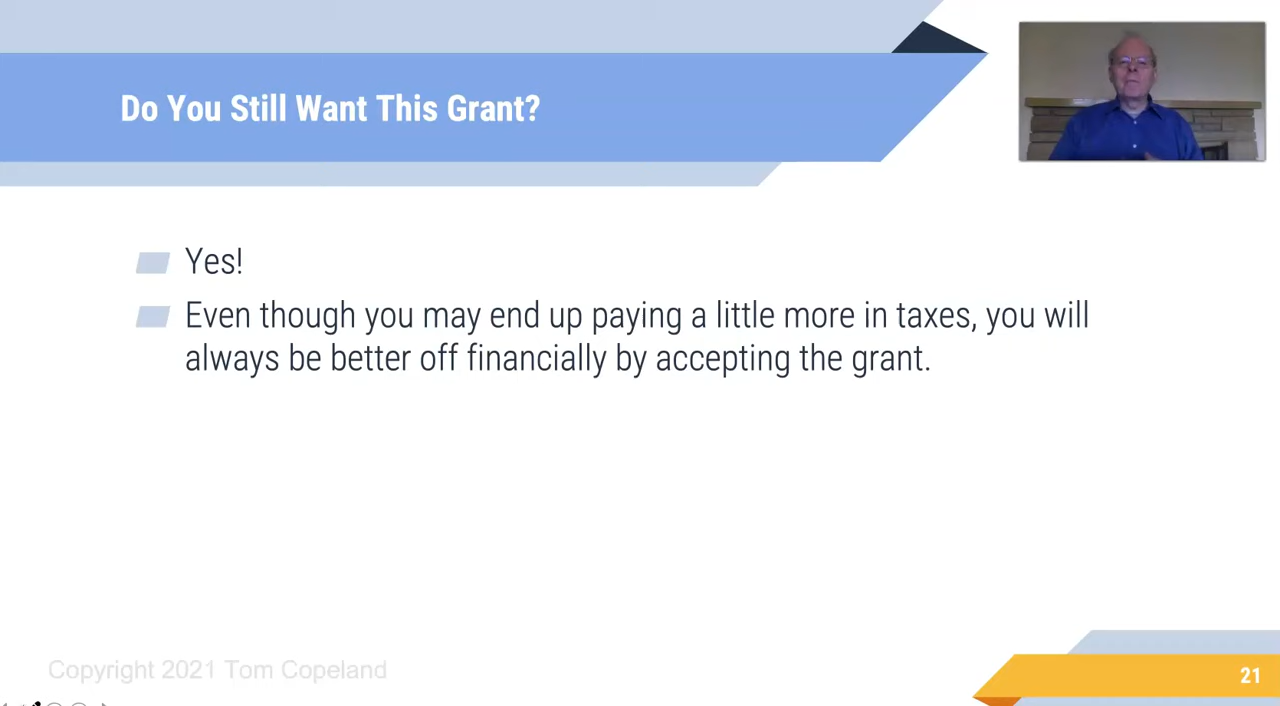 Do You Still Want This Grant?
Yes!
Even though you may end up paying a little more in taxes, you will
always be better off financially by accepting the grant.
Copyright 2021 Tom Copeland
21